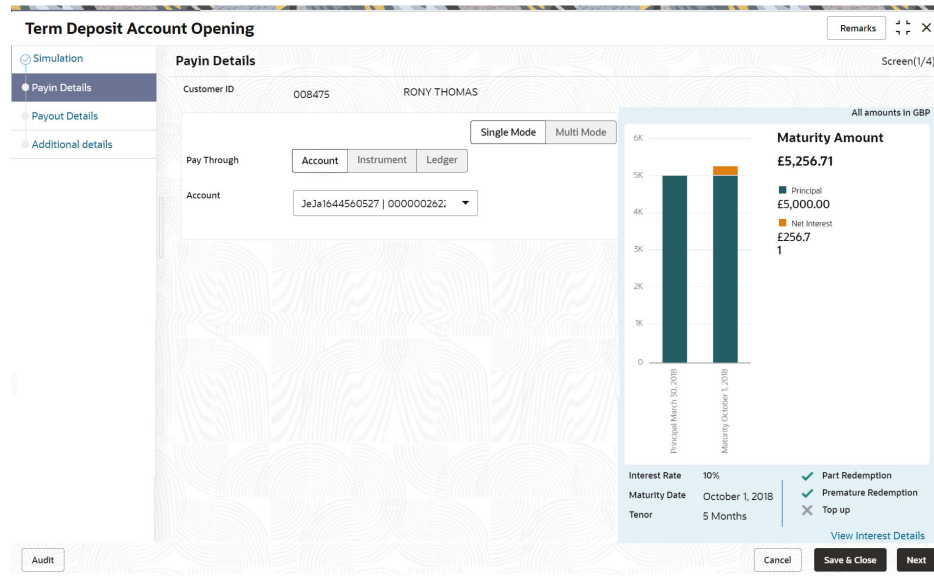 Term Deposit Account Opening
Remarks
Simulation
Payin Details
Payout Details
Additional details
Payin Details
Screen(1/4)
Customer ID
008475
RONY THOMAS
Single Mode
Multi Mode
Pay Through
Account
Instrument
Ledger
Account
JeJa1644560527 | 000000262
All amounts in GBP
6K
5K
4K
3K
2K
1K
0
Principal March 30, 2018
Maturity October 1, 2018
Maturity Amount
£5,256.71
Principal
£5,000.00
Net Interest
£256.7
1
Interest Rate
10%
Maturity Date
October 1, 2018
Tenor
5 Months
Part Redemption
Premature Redemption
Top up
View Interest Details
Audit
Cancel
Save & Close
Next